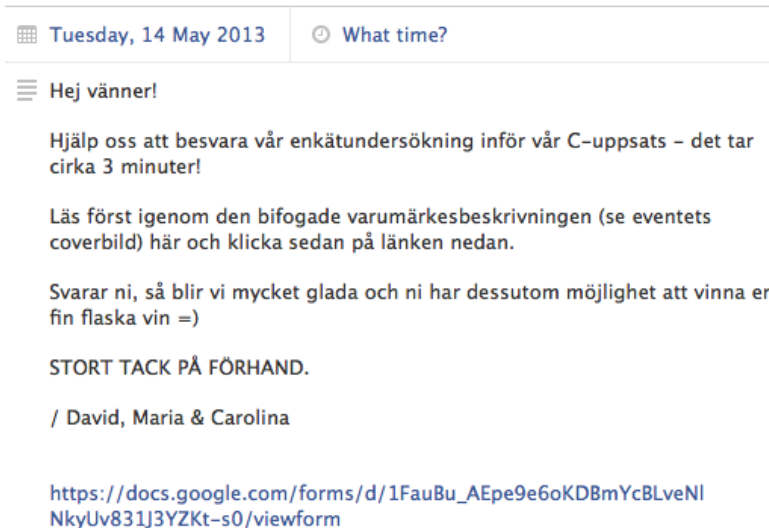 Tuesday, 14 May 2013 What time?
Hej vänner!
Hjälp oss att besvara vår enkätundersökning inför vår C-uppsats – det tar
cirka 3 minuter!
Läs först igenom den bifogade varumärkesbeskrivningen (se eventets
coverbild) här och klicka sedan på länken nedan.
Svarar ni, så blir vi mycket glada och ni har dessutom möjlighet att vinna
fin flaska vin =)
STORT TACK PÅ FÖRHAND.
/ David, Maria & Carolina
https://docs.google.com/forms/d/1FauBu_AEpe9e6oKDBmYcBLveNl
NkyUv831J3YZKt-s0/viewform